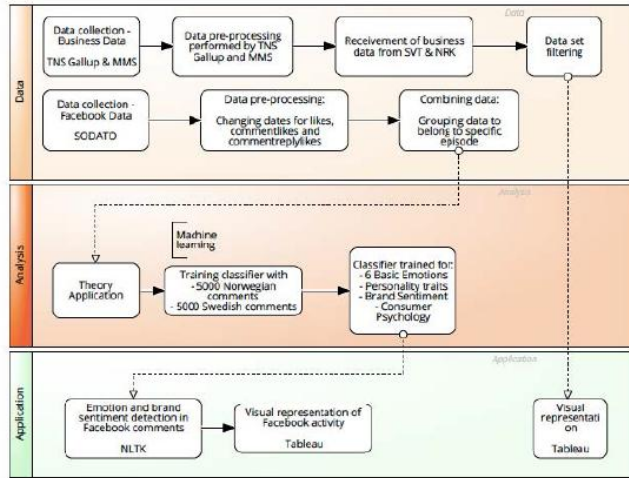 Data
Data
Data collection -
Business Data
TNS Gallup & MMS
Data pre-processing
performed by TNS
Gallup and MMS
Receivement of business
data from SVT & NRK
Data set
filtering
Data collection -
Facebook Data
SODATO
Data pre-processing:
Changing dates for likes,
commentlikes and
commentreplylikes
Combining data:
Grouping data to
belong to specific
episode
Analysis
Analysis
Machine
learning
Theory
Application
Training classifier with
- 5000 Norwegian
comments
- 5000 Swedish comments
Classifier trained for:
- 6 Basic Emotions
- Personality traits
- Brand Sentiment
- Consumer
Psychology
Application
Application
Emotion and brand
sentiment detection in
Facebook comments
NLTK
Visual representation of
Facebook activity
Tableau
Visual
representati
on
Tableau